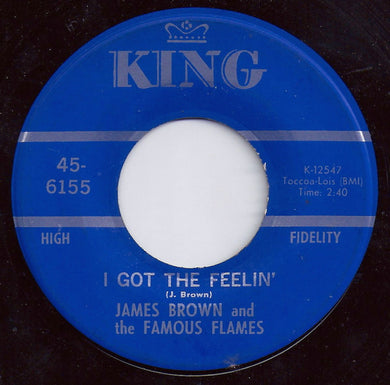 KING
45-
6155
K-12547
Toccoa-Lois (BMI)
Time: 2:40
HIGH FIDELITY
I GOT THE FEELIN'
(J. Brown)
JAMES BROWN and
the FAMOUS FLAMES